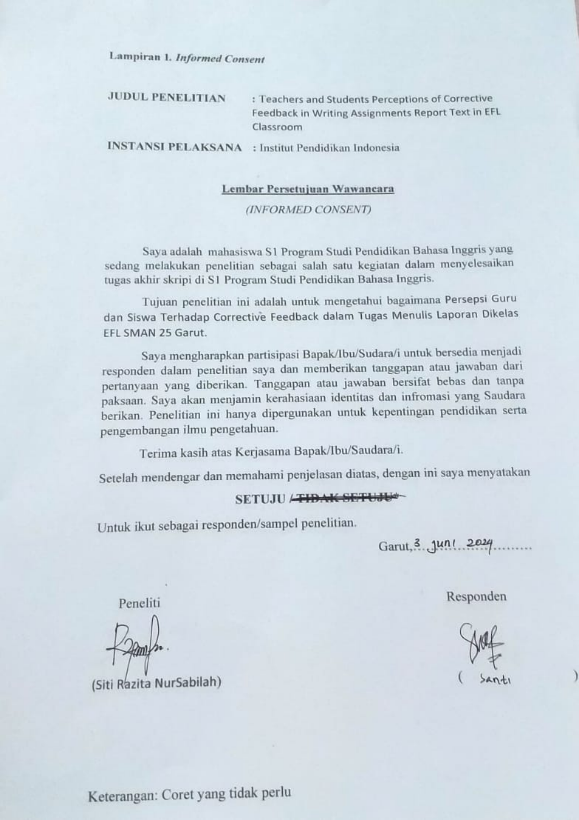 Lampiran 1. Informed Consent
JUDUL PENELITIAN : Teachers and Students Perceptions of Corrective
Feedback in Writing Assignments Report Text in EFL
Classroom
INSTANSI PELAKSANA : Institut Pendidikan Indonesia
Lembar Persetujuan Wawancara
(INFORMED CONSENT)
Saya adalah mahasiswa S1 Program Studi Pendidikan Bahasa Inggris yang
sedang melakukan penelitian sebagai salah satu kegiatan dalam menyelesaikan
tugas akhir skripi di S1 Program Studi Pendidikan Bahasa Inggris.
Tujuan penelitian ini adalah untuk mengetahui bagaimana Persepsi Guru
dan Siswa Terhadap Corrective Feedback dalam Tugas Menulis Laporan Dikelas
EFL SMAN 25 Garut.
Saya mengharapkan partisipasi Bapak/Ibu/Sudara/i untuk bersedia menjadi
responden dalam penelitian saya dan memberikan tanggapan atau jawaban dari
pertanyaan yang diberikan. Tanggapan atau jawaban bersifat bebas dan tanpa
paksaan. Saya akan menjamin kerahasiaan identitas dan infromasi yang Saudara
berikan. Penelitian ini hanya dipergunakan untuk kepentingan pendidikan serta
pengembangan ilmu pengetahuan.
Terima kasih atas Kerjasama Bapak/Ibu/Saudara/i.
Setelah mendengar dan memahami penjelasan diatas, dengan ini saya menyatakan
SETUJU / TIDAK SETUJU
Untuk ikut sebagai responden/sampel penelitian.
Garut, 3 Juni 2024
Peneliti
Responden
(Siti Razita NurSabilah)
( Santi )
Keterangan: Coret yang tidak perlu